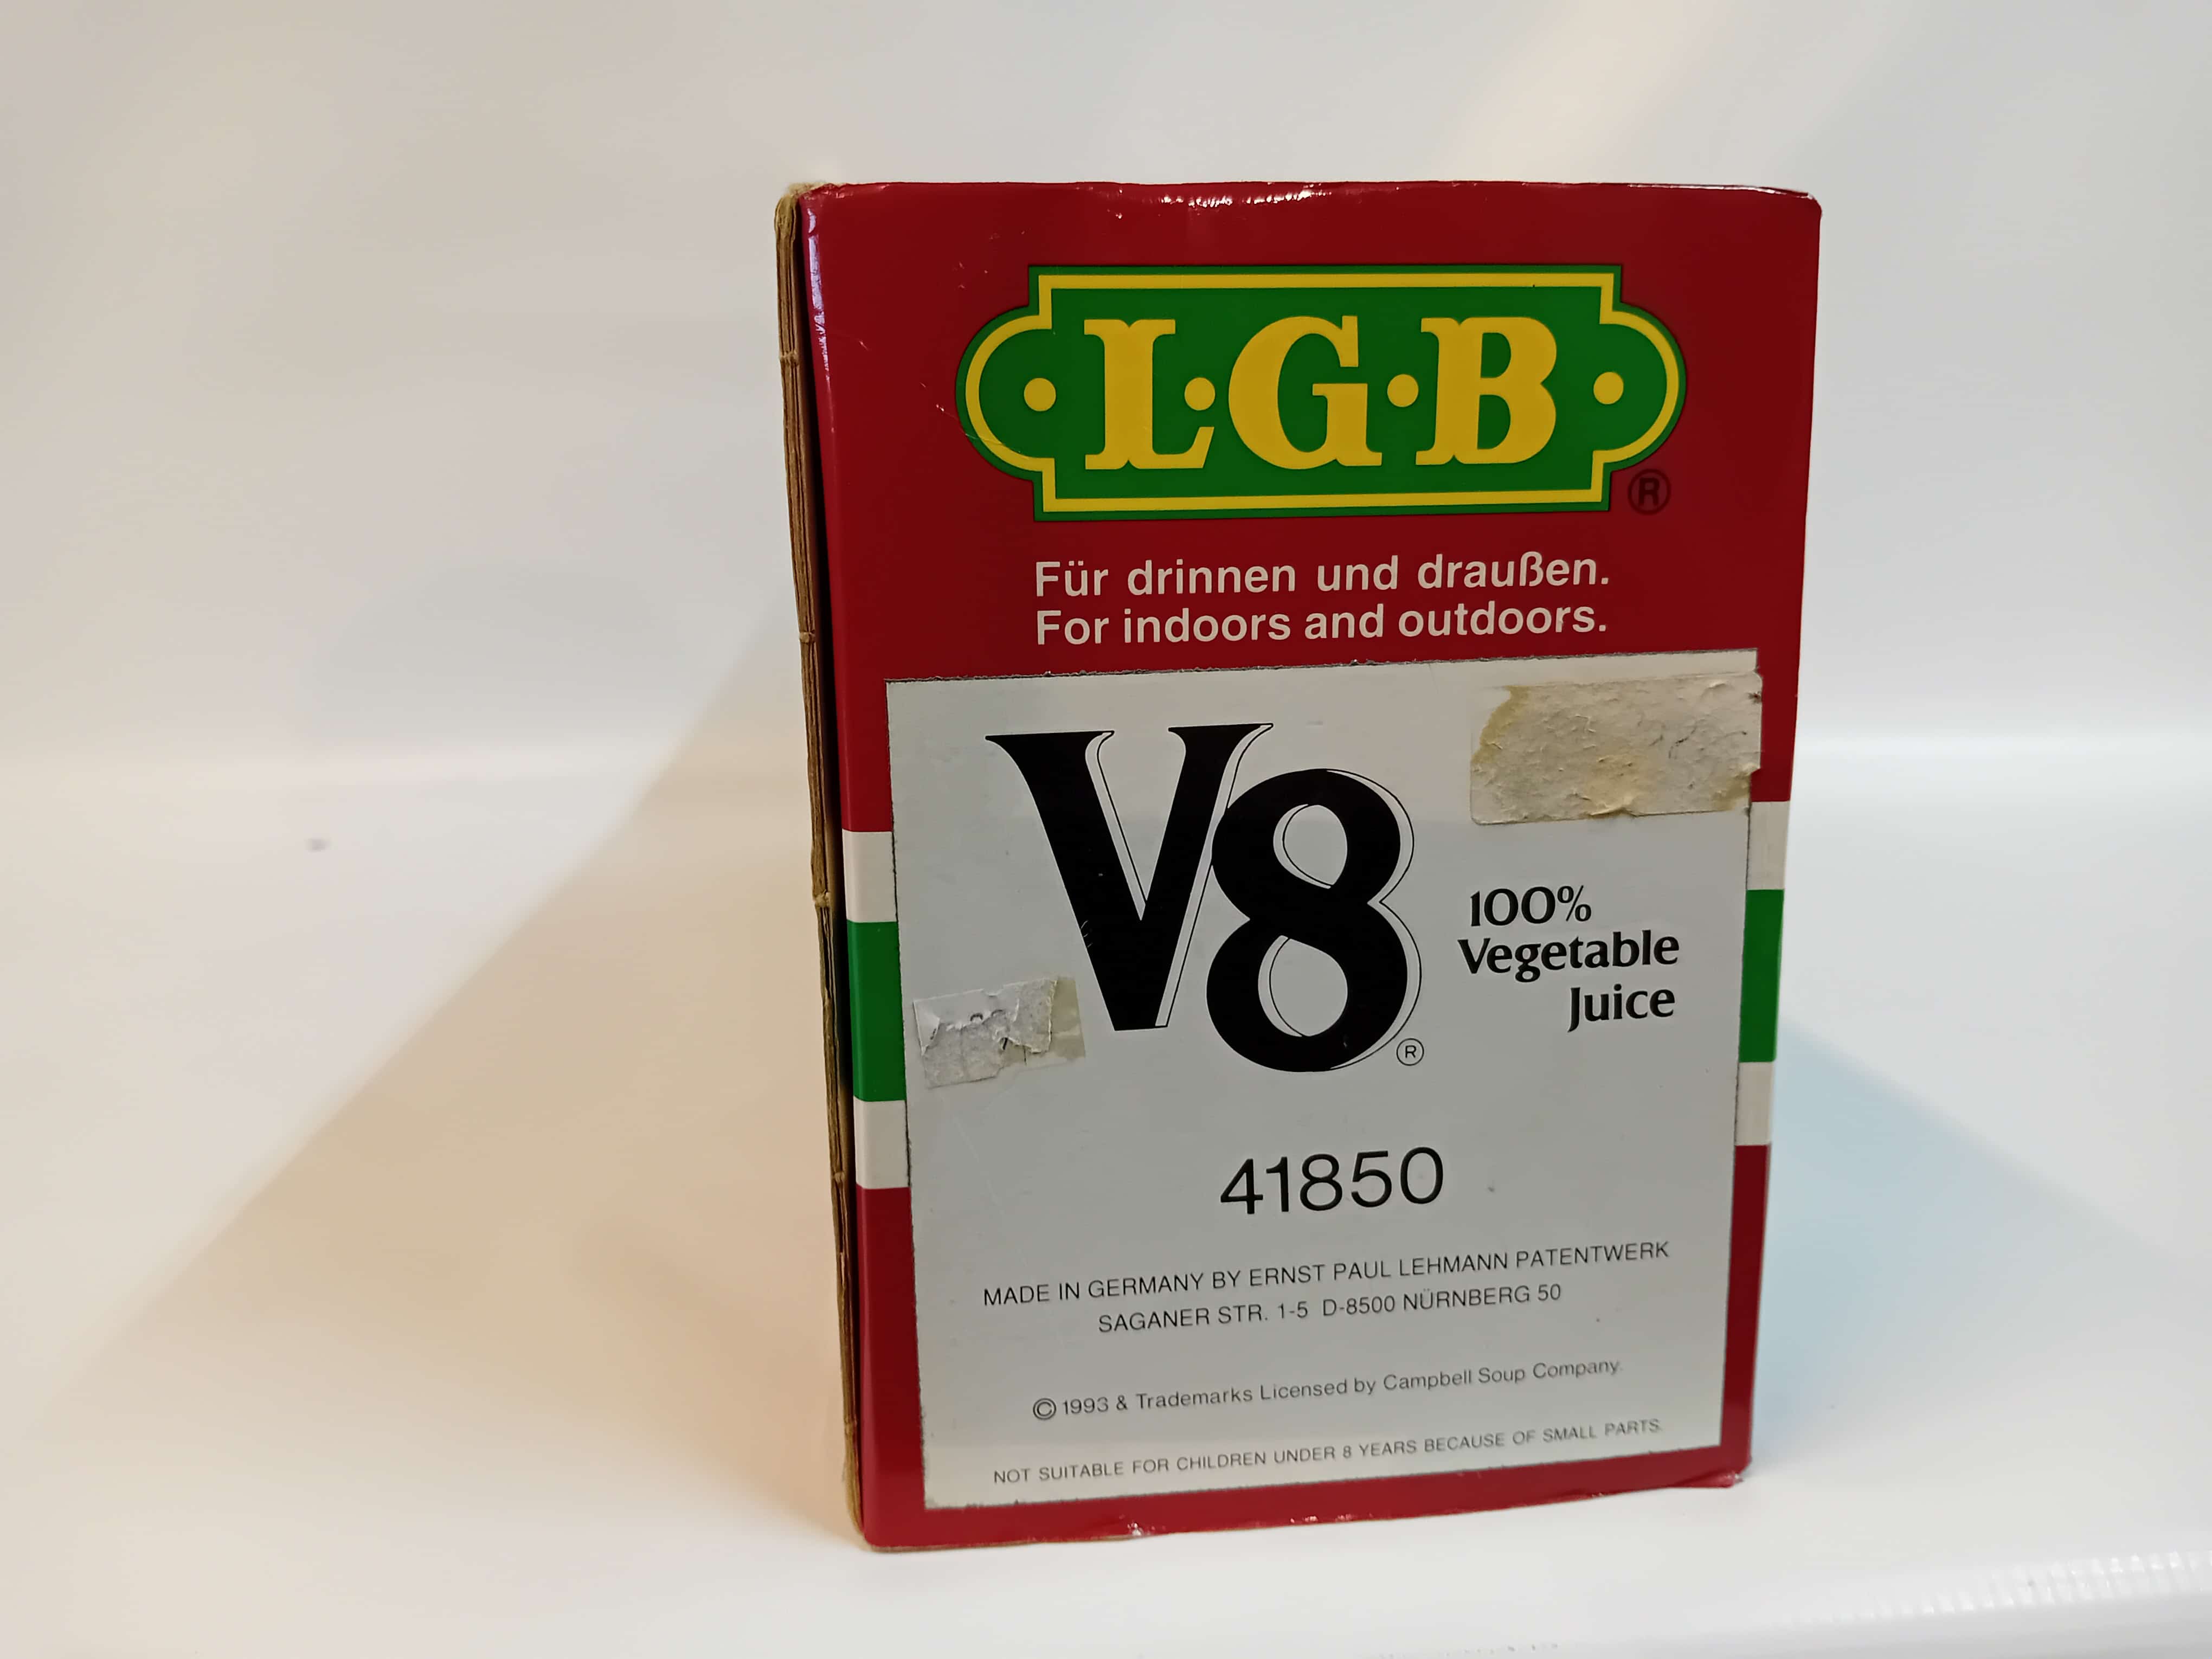 L·G·B
®
Für drinnen und draußen.
For indoors and outdoors.
V8®
100%
Vegetable
Juice
41850
MADE IN GERMANY BY ERNST PAUL LEHMANN PATENTWERK
SAGANER STR. 1-5 D-8500 NÜRNBERG 50
© 1993 & Trademarks Licensed by Campbell Soup Company.
NOT SUITABLE FOR CHILDREN UNDER 8 YEARS BECAUSE OF SMALL PARTS.